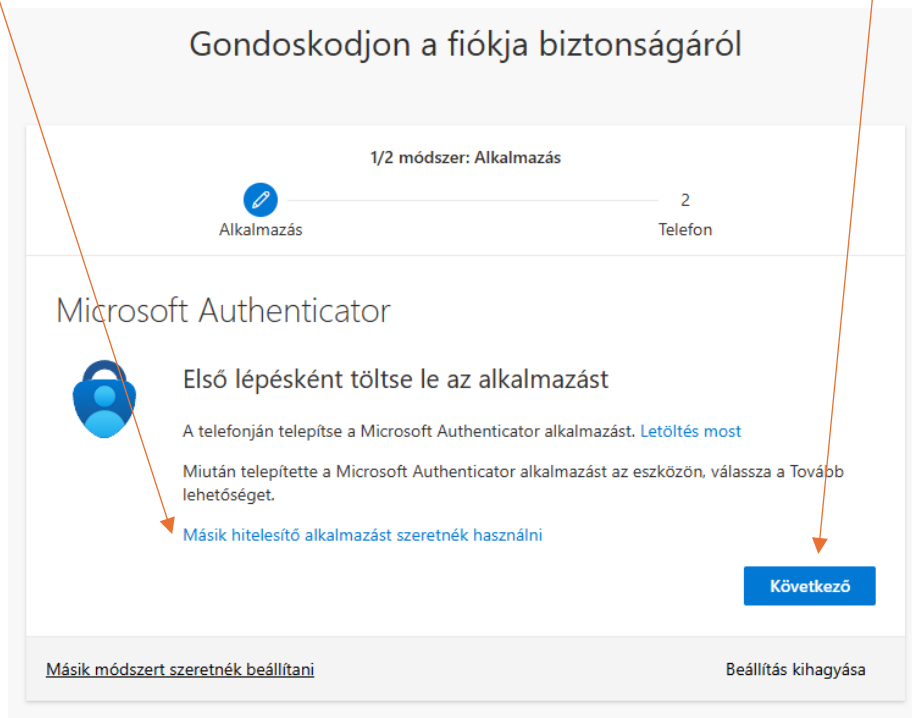 Gondoskodjon a fiókja biztonságáról
1/2 módszer: Alkalmazás
2
Alkalmazás
Telefon
Microsoft Authenticator
Első lépésként töltse le az alkalmazást
A telefonján telepítse a Microsoft Authenticator alkalmazást. Letöltés most
Miután telepítette a Microsoft Authenticator alkalmazást az eszközön, válassza a Tovább
lehetőséget.
Másik hitelesítő alkalmazást szeretnék használni
Következő
Másik módszert szeretnék beállítani
Beállítás kihagyása